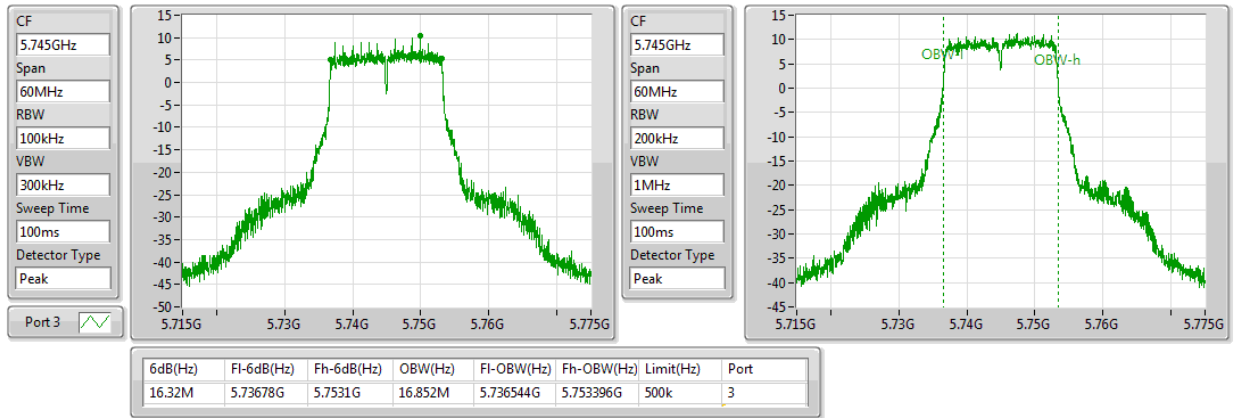 CF
5.745GHz
Span
60MHz
RBW
100kHz
VBW
300kHz
Sweep Time
100ms
Detector Type
Peak
Port 3
15
10
5
0
-5
-10
-15
-20
-25
-30
-35
-40
-45
-50
5.715G 5.73G 5.74G 5.75G 5.76G 5.775G
CF
5.745GHz
Span
60MHz
RBW
200kHz
VBW
1MHz
Sweep Time
100ms
Detector Type
Peak
15
10
5
0
-5
-10
-15
-20
-25
-30
-35
-40
-45
OBW-l OBW-h
5.715G 5.73G 5.74G 5.75G 5.76G 5.775G
6dB(Hz) Fl-6dB(Hz) Fh-6dB(Hz) OBW(Hz) Fl-OBW(Hz) Fh-OBW(Hz) Limit(Hz) Port
16.32M 5.73678G 5.7531G 16.852M 5.736544G 5.753396G 500k 3